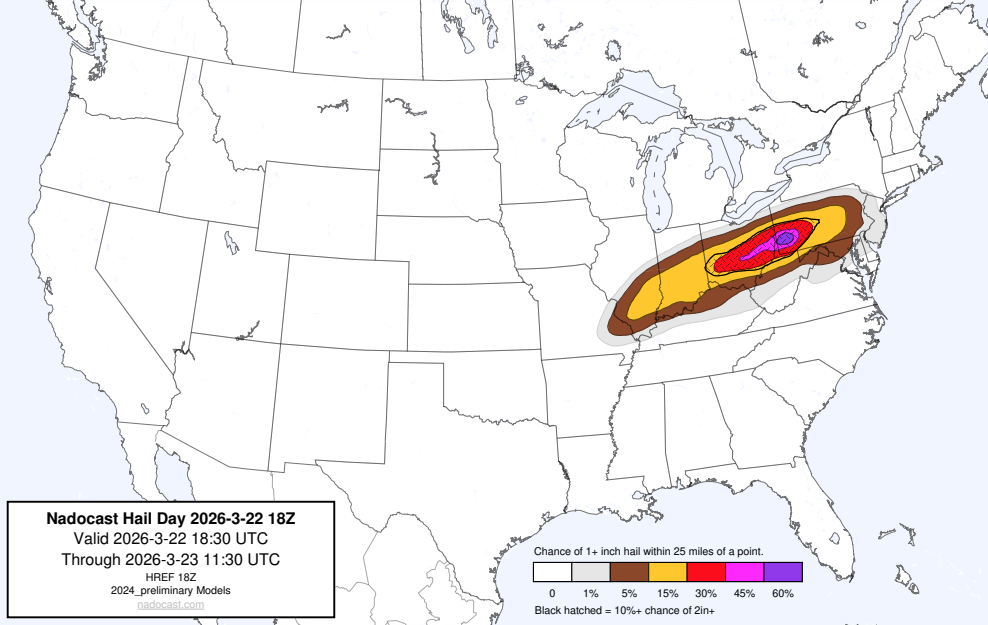 Nadocast Hail Day 2026-3-22 18Z
Valid 2026-3-22 18:30 UTC
Through 2026-3-23 11:30 UTC
HREF 18Z
2024_preliminary Models
nadocast.com
Chance of 1+ inch hail within 25 miles of a point.
0 1% 5% 15% 30% 45% 60%
Black hatched = 10%+ chance of 2in+